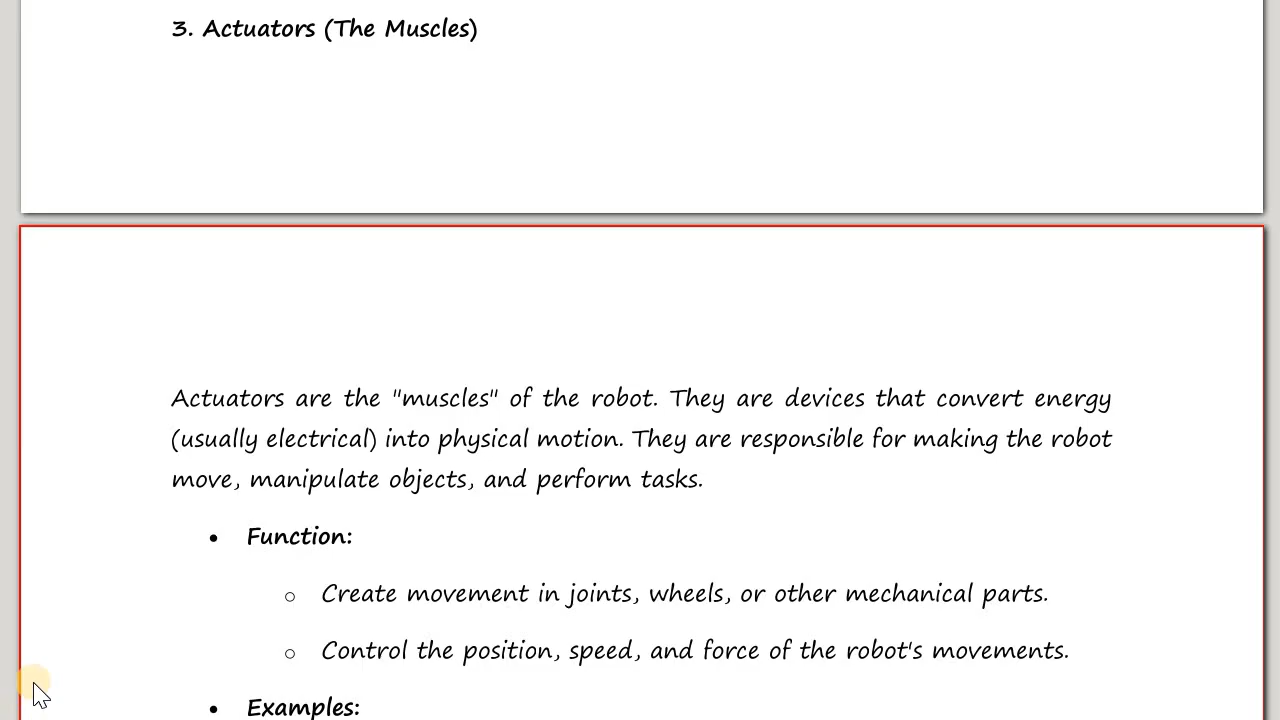 3. Actuators (The Muscles)
Actuators are the "muscles" of the robot. They are devices that convert energy
(usually electrical) into physical motion. They are responsible for making the robot
move, manipulate objects, and perform tasks.
• Function:
○ Create movement in joints, wheels, or other mechanical parts.
○ Control the position, speed, and force of the robot's movements.
• Examples: